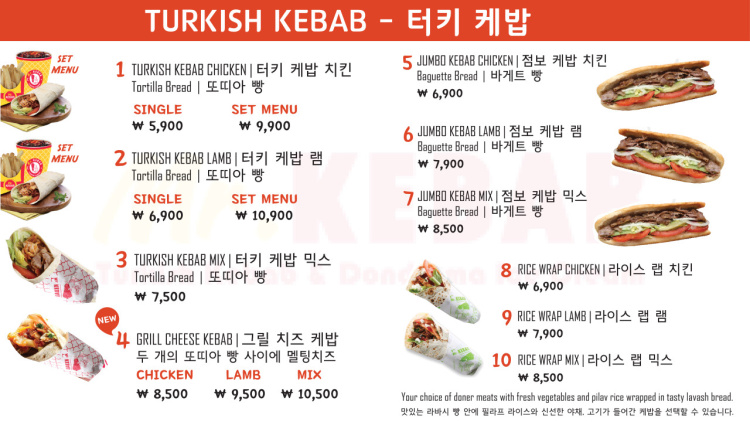 TURKISH KEBAB - 터키 케밥
SET
MENU
1 TURKISH KEBAB CHICKEN | 터키 케밥 치킨
Tortilla Bread | 또띠아 빵
SINGLE SET MENU
₩ 5,900 ₩ 9,900
SET
MENU
2 TURKISH KEBAB LAMB | 터키 케밥 램
Tortilla Bread | 또띠아 빵
SINGLE SET MENU
₩ 6,900 ₩ 10,900
3 TURKISH KEBAB MIX | 터키 케밥 믹스
Tortilla Bread | 또띠아 빵
₩ 7,500
NEW
4 GRILL CHEESE KEBAB | 그릴 치즈 케밥
두 개의 또띠아 빵 사이에 멜팅치즈
CHICKEN LAMB MIX
₩ 8,500 ₩ 9,500 ₩ 10,500
5 JUMBO KEBAB CHICKEN | 점보 케밥 치킨
Baguette Bread | 바게트 빵
₩ 6,900
6 JUMBO KEBAB LAMB | 점보 케밥 램
Baguette Bread | 바게트 빵
₩ 7,900
7 JUMBO KEBAB MIX | 점보 케밥 믹스
Baguette Bread | 바게트 빵
₩ 8,500
8 RICE WRAP CHICKEN | 라이스 랩 치킨
₩ 6,900
9 RICE WRAP LAMB | 라이스 랩 램
₩ 7,900
10 RICE WRAP MIX | 라이스 랩 믹스
₩ 8,500
Your choice of doner meats with fresh vegetables and pilav rice wrapped in tasty lavash bread.
맛있는 라바시 빵 안에 필라프 라이스와 신선한 야채, 고기가 들어간 케밥을 선택할 수 있습니다.
KEBAB